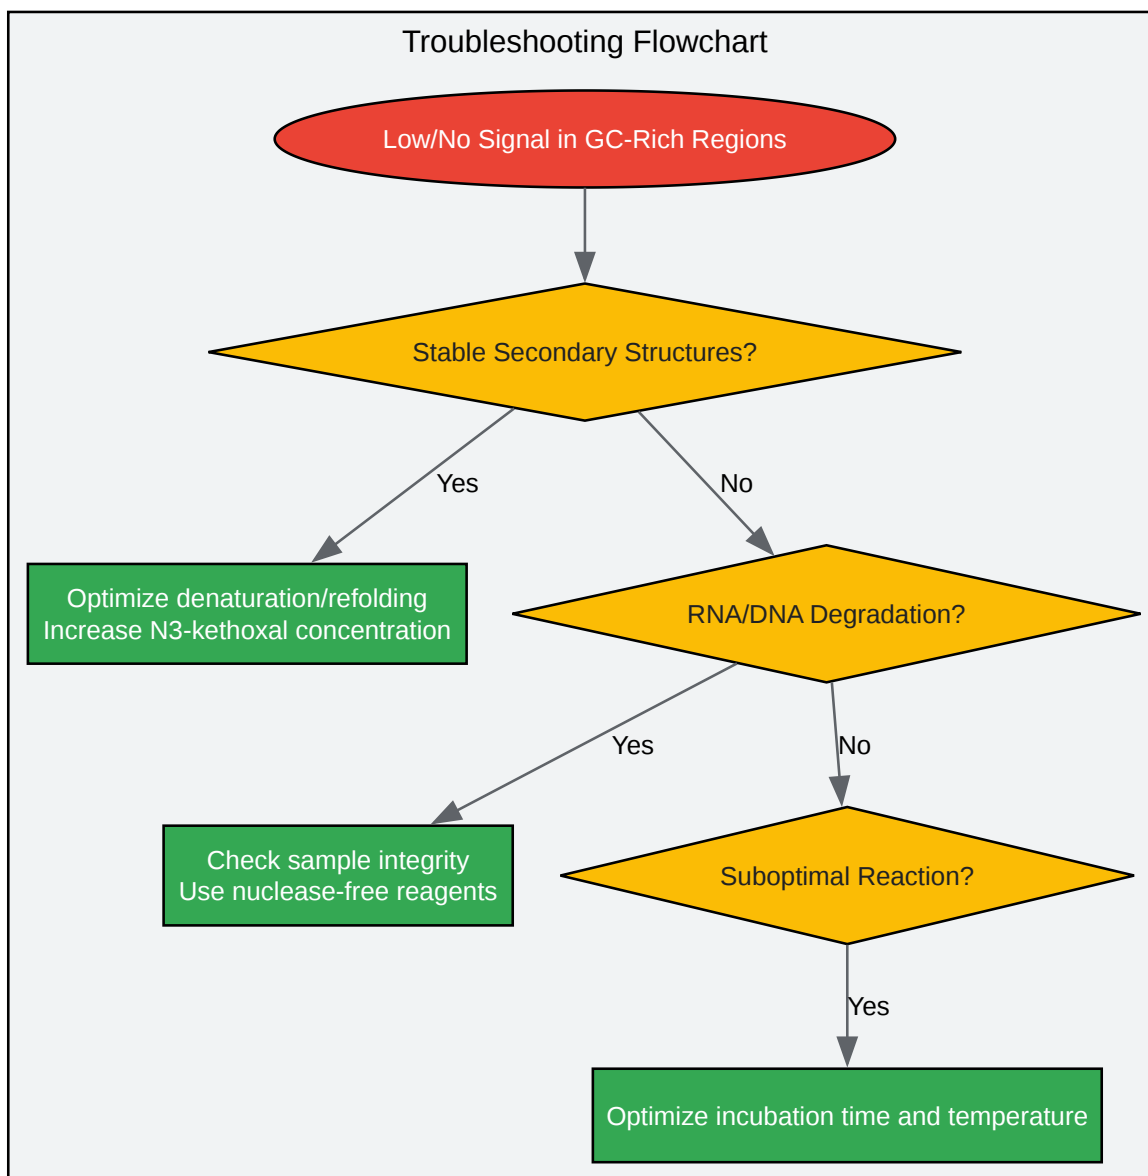 Troubleshooting Flowchart
Low/No Signal in GC-Rich Regions
Stable Secondary Structures?
Yes
No
Optimize denaturation/refolding
Increase N3-kethoxal concentration
RNA/DNA Degradation?
Yes
No
Check sample integrity
Use nuclease-free reagents
Suboptimal Reaction?
Yes
Optimize incubation time and temperature